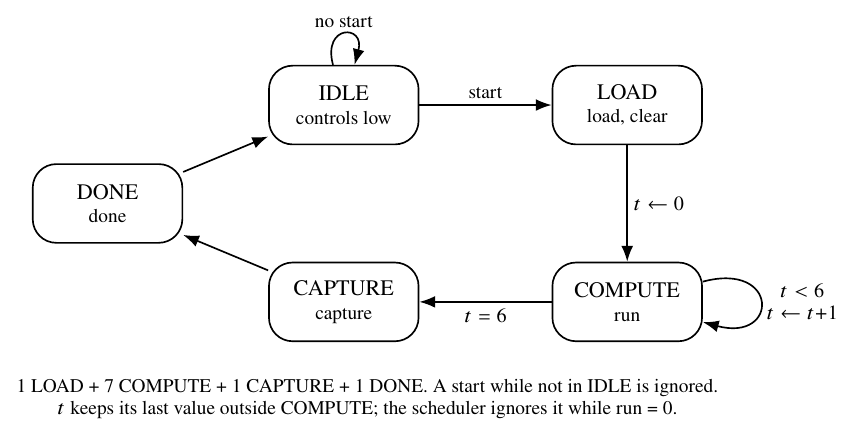 no start
IDLE
controls low
start
LOAD
load, clear
DONE
done
t ← 0
CAPTURE
capture
t = 6
COMPUTE
run
t < 6
t ← t+1
1 LOAD + 7 COMPUTE + 1 CAPTURE + 1 DONE. A start while not in IDLE is ignored.
t keeps its last value outside COMPUTE; the scheduler ignores it while run = 0.